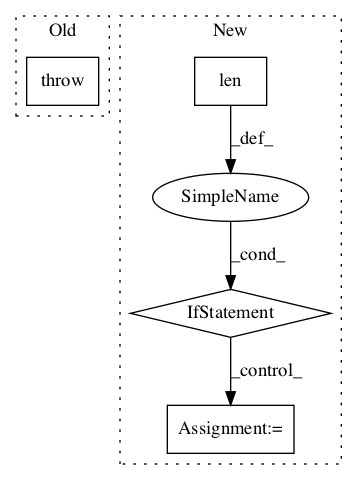 Old
New
throw
len
_def_
SimpleName
_cond_
IfStatement
_control_
Assignment:=